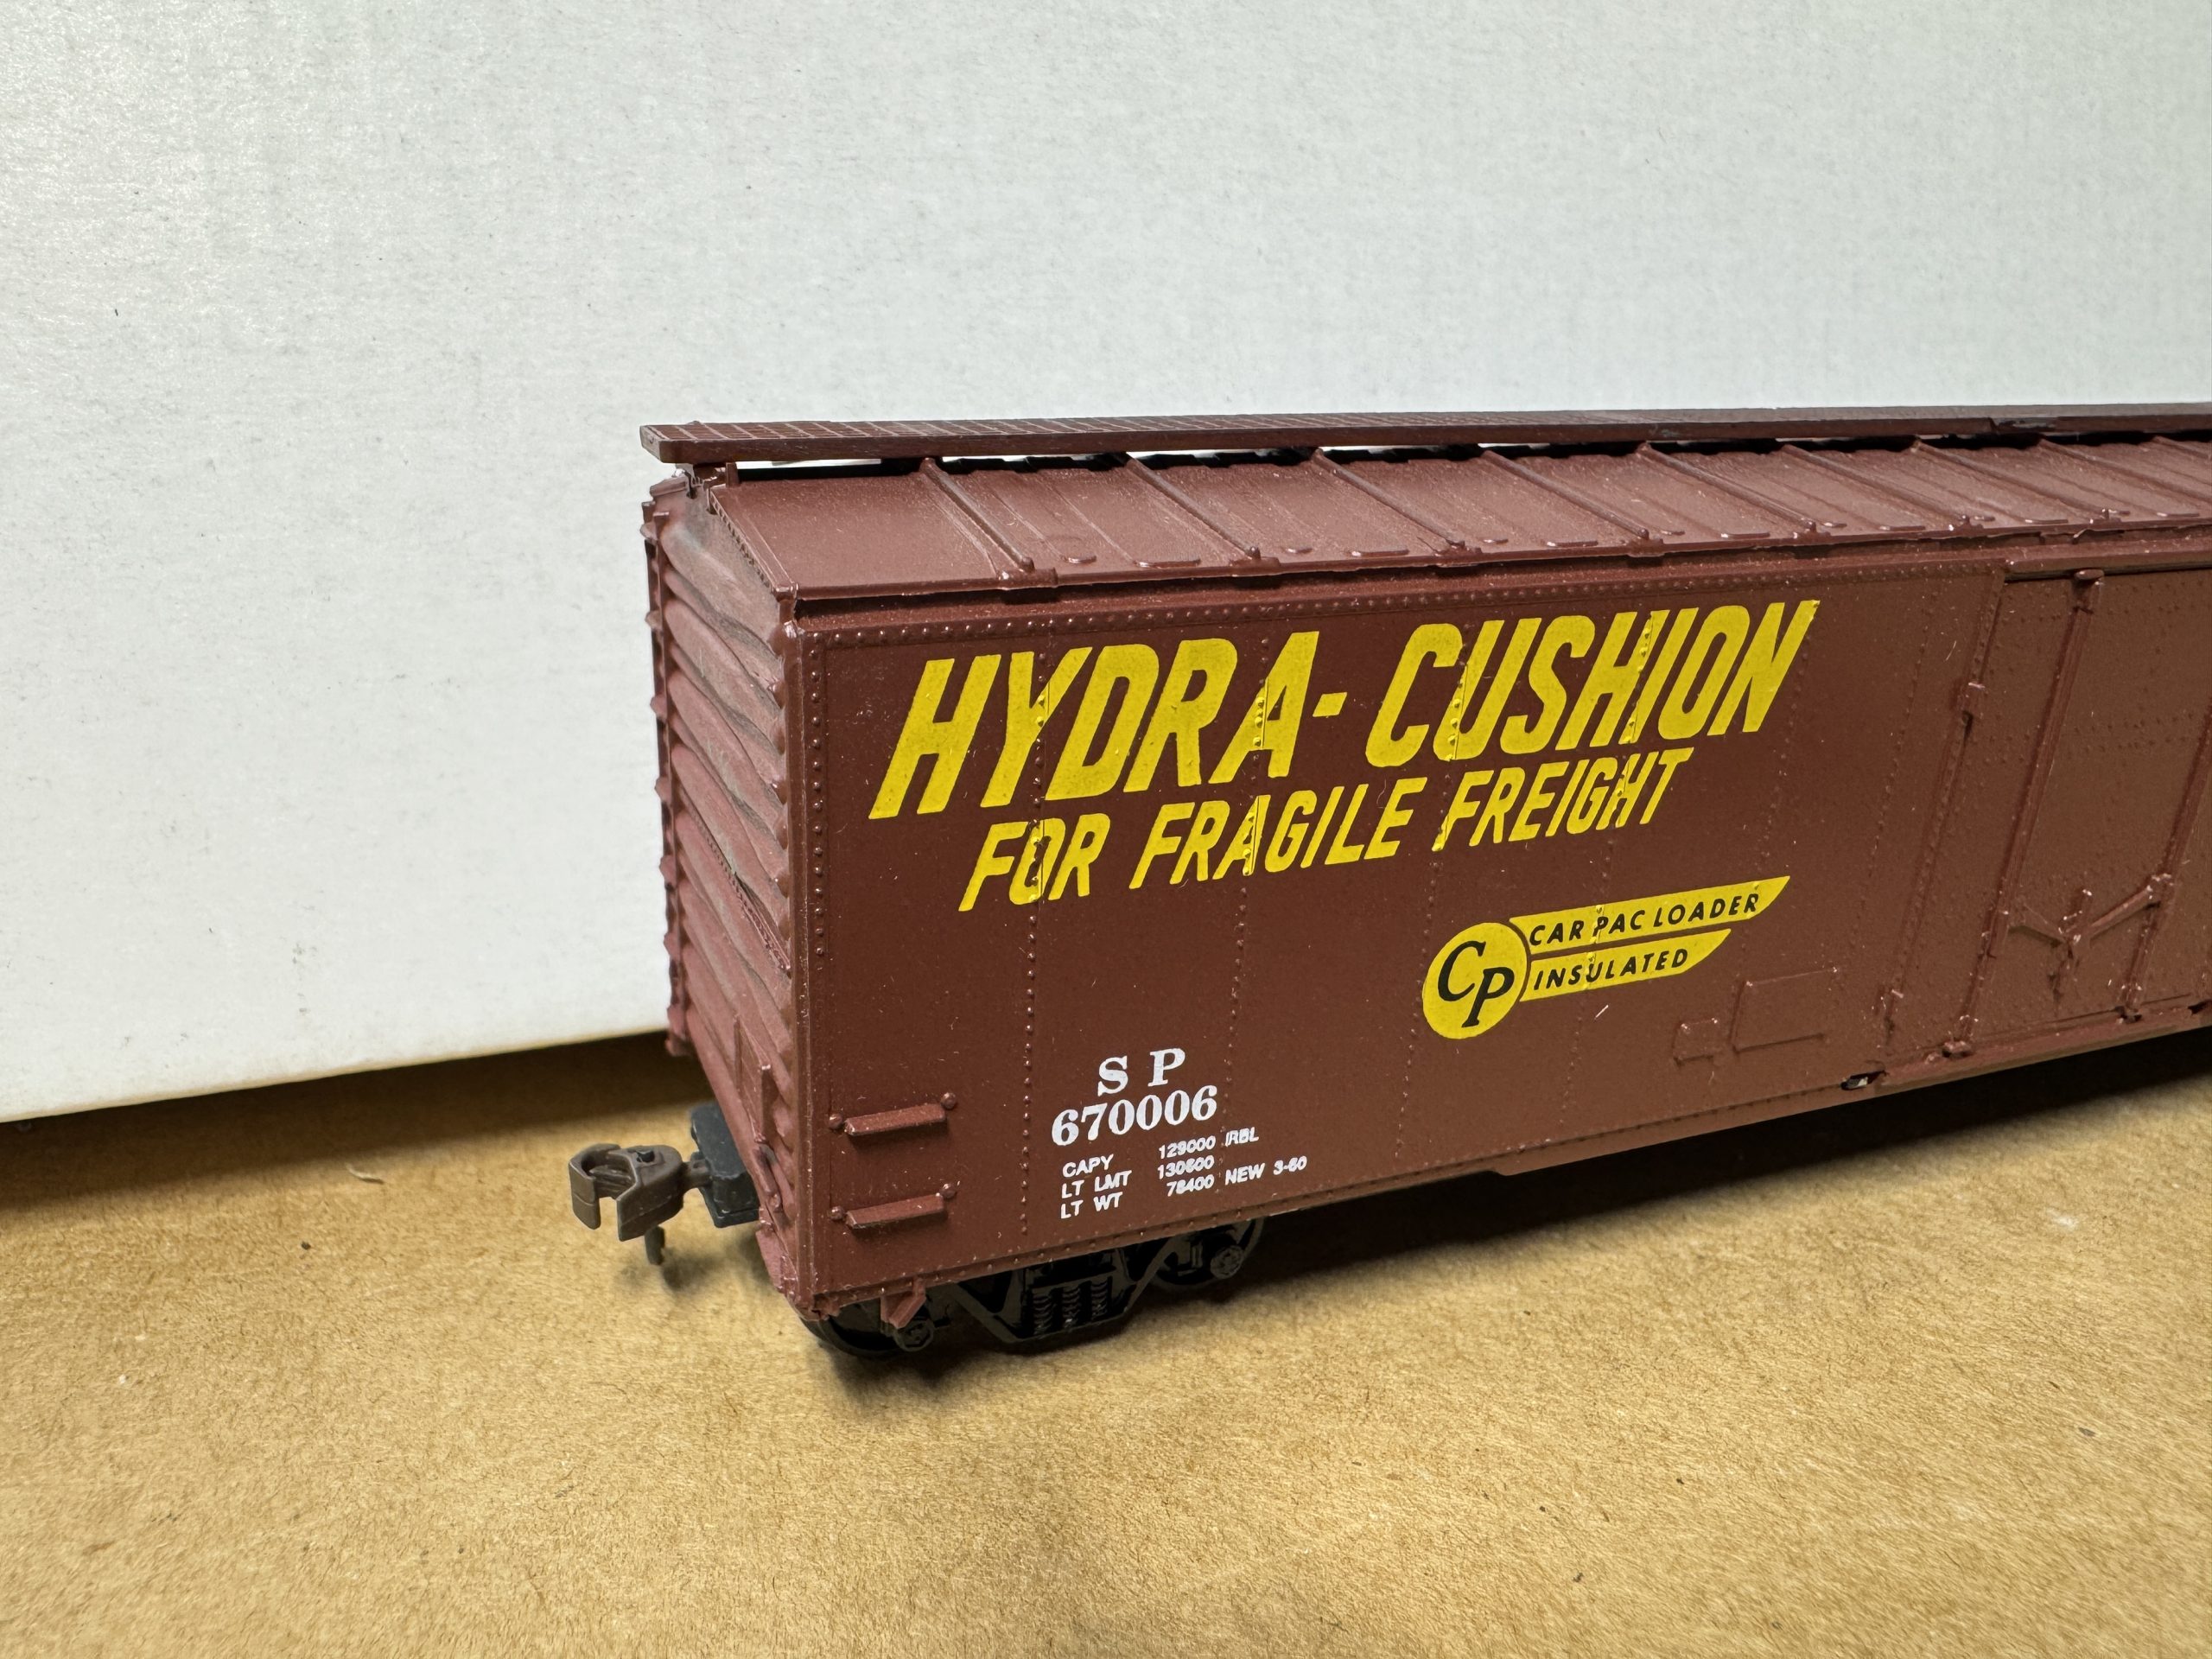 HYDRA-CUSHION
FOR FRAGILE FREIGHT
CP
CAR PAC LOADER
INSULATED
S P
670006
CAPY 129000 RBL
LT LMT 130600
LT WT 78400 NEW 3-60